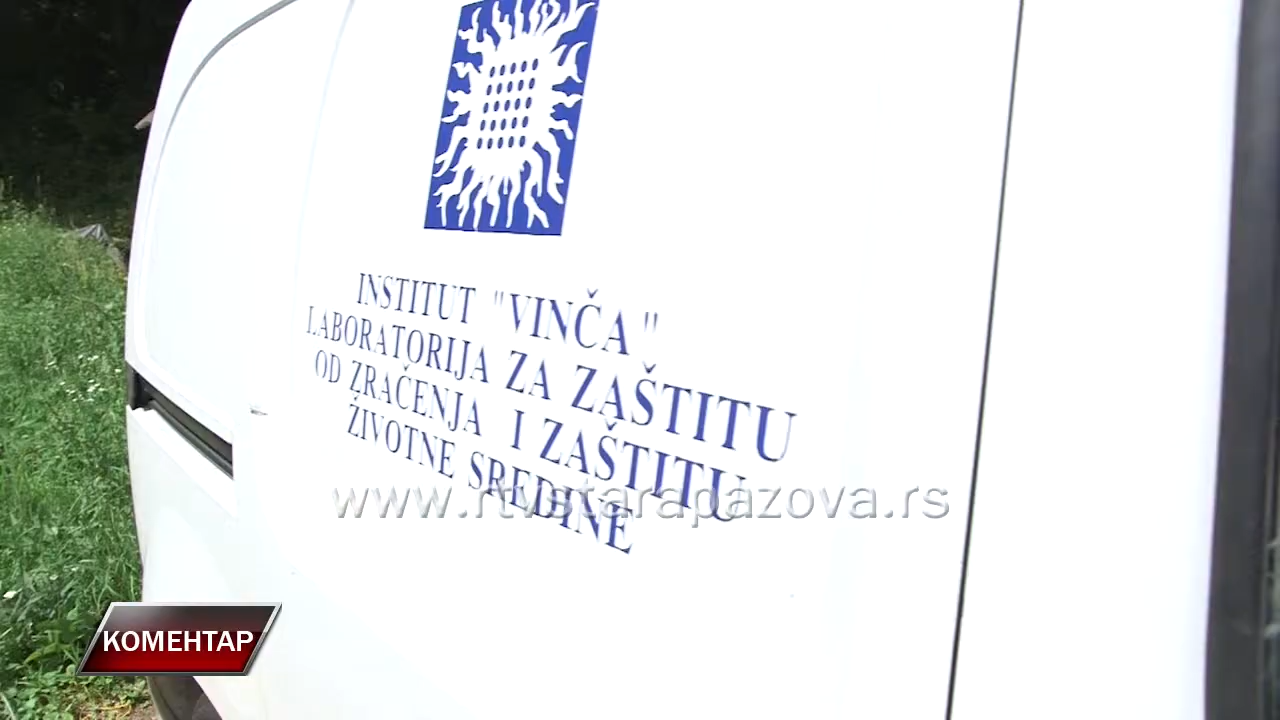 INSTITUT "VINČA"
LABORATORIJA ZA ZAŠTITU
OD ZRAČENJA I ZAŠTITU
ŽIVOTNE SREDINE
www.rtvstarapazova.rs
КОМЕНТАР